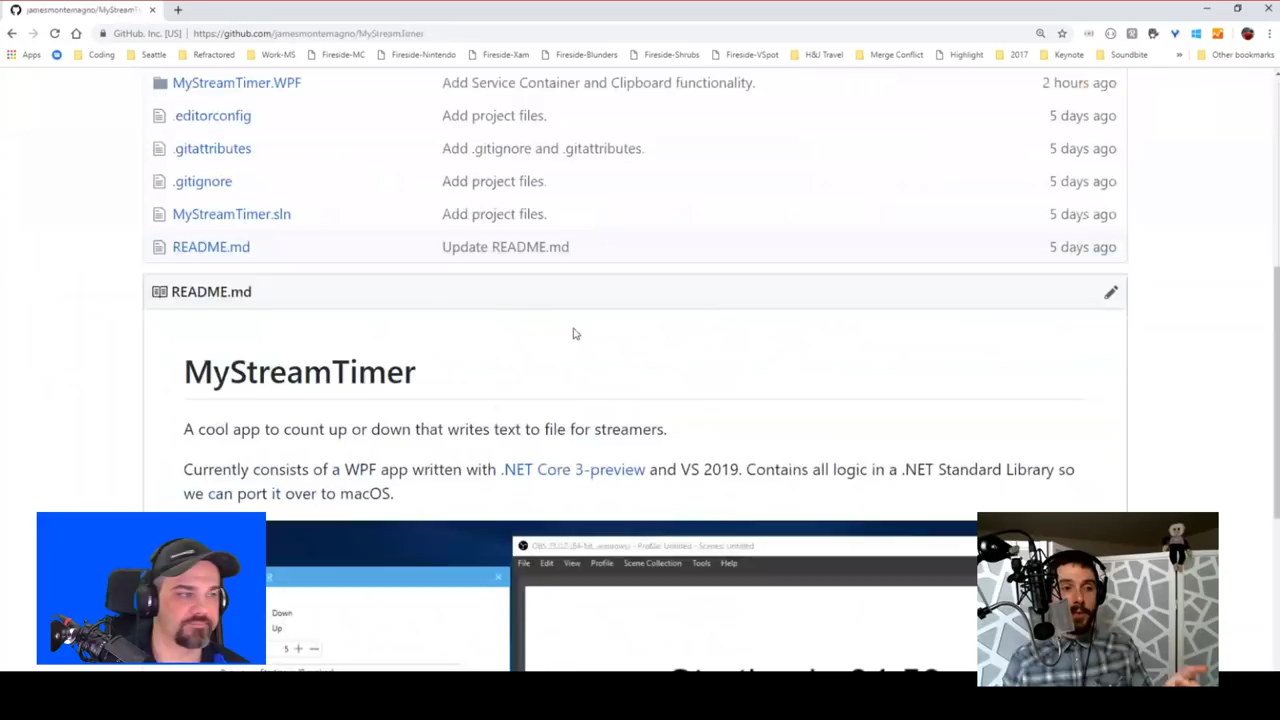 jamesmontemagno/MyStreamT
GitHub, Inc. [US] | https://github.com/jamesmontemagno/MyStreamTimer
Apps Coding Seattle Refractored Work-MS Fireside-MC Fireside-Nintendo Fireside-Xam Fireside-Blunders Fireside-Shrubs Fireside-VSpot H&J Travel Merge Conflict Highlight 2017 Keynote Soundbite » Other bookmarks
MyStreamTimer.WPF Add Service Container and Clipboard functionality. 2 hours ago
.editorconfig Add project files. 5 days ago
.gitattributes Add .gitignore and .gitattributes. 5 days ago
.gitignore Add project files. 5 days ago
MyStreamTimer.sln Add project files. 5 days ago
README.md Update README.md 5 days ago
README.md
MyStreamTimer
A cool app to count up or down that writes text to file for streamers.
Currently consists of a WPF app written with .NET Core 3-preview and VS 2019. Contains all logic in a .NET Standard Library so
we can port it over to macOS.
Profile: Untitled - Scenes: Untitled
File Edit View Profile Scene Collection Tools Help
Down
Up
5 + −